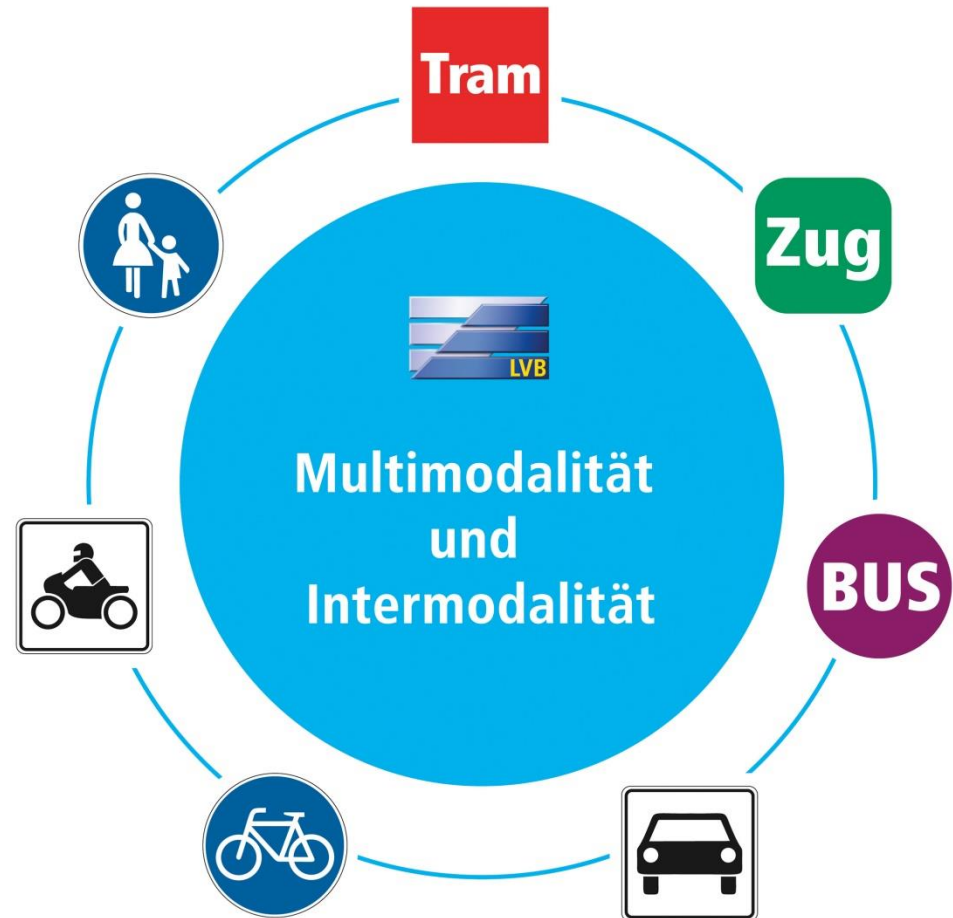 Tram
Zug
LVB
Multimodalität
und
Intermodalität
BUS